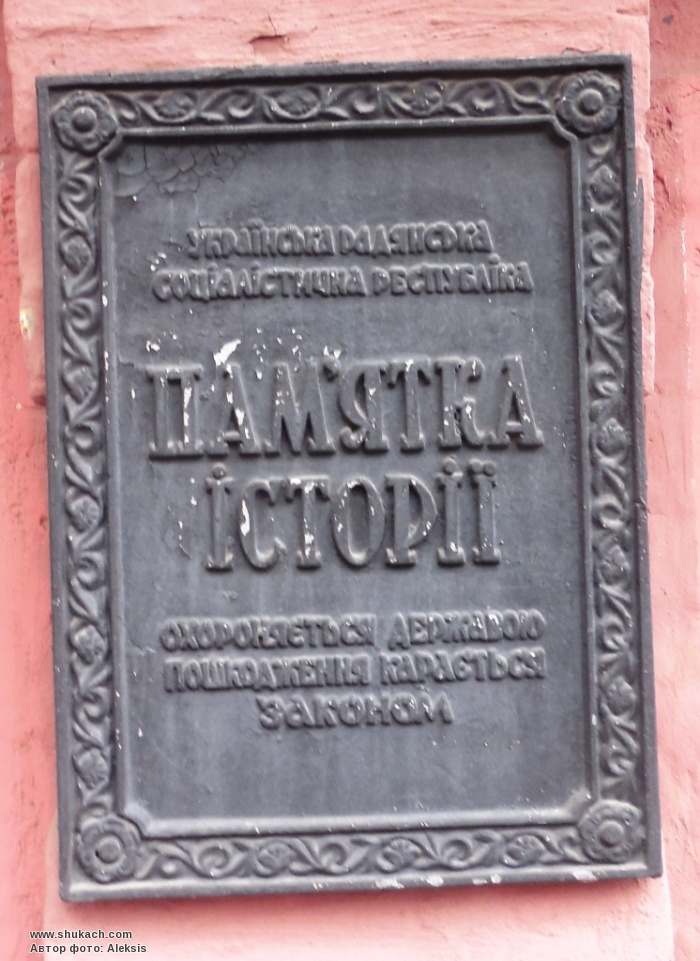 УКРАЇНСЬКА РАДЯНСЬКА
СОЦІАЛІСТИЧНА РЕСПУБЛІКА
ПАМ'ЯТКА
ІСТОРІЇ
ОХОРОНЯЄТЬСЯ ДЕРЖАВОЮ
ПОШКОДЖЕННЯ КАРАЄТЬСЯ
ЗАКОНОМ
www.shukach.com
Автор фото: Aleksis